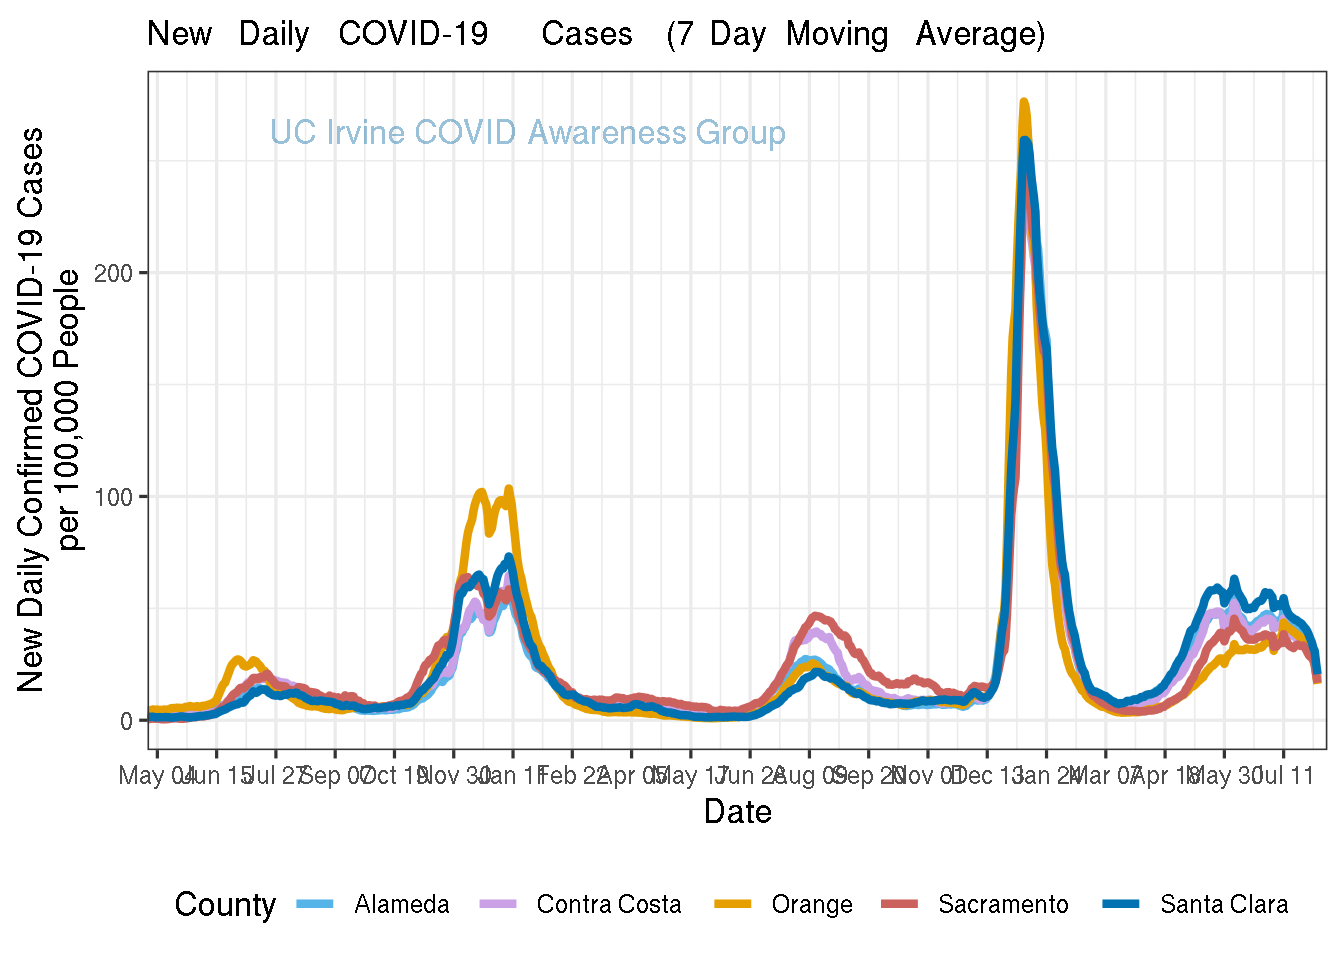 New Daily COVID-19 Cases (7 Day Moving Average)
UC Irvine COVID Awareness Group
New Daily Confirmed COVID-19 Cases
per 100,000 People
200
100
0
May 04 Jun 15 Jul 27 Sep 07 Oct 19 Nov 30 Jan 11 Feb 22 Apr 05 May 17 Jun 28 Aug 09 Sep 20 Nov 01 Dec 13 Jan 24 Mar 07 Apr 18 May 30 Jul 11
Date
County Alameda Contra Costa Orange Sacramento Santa Clara